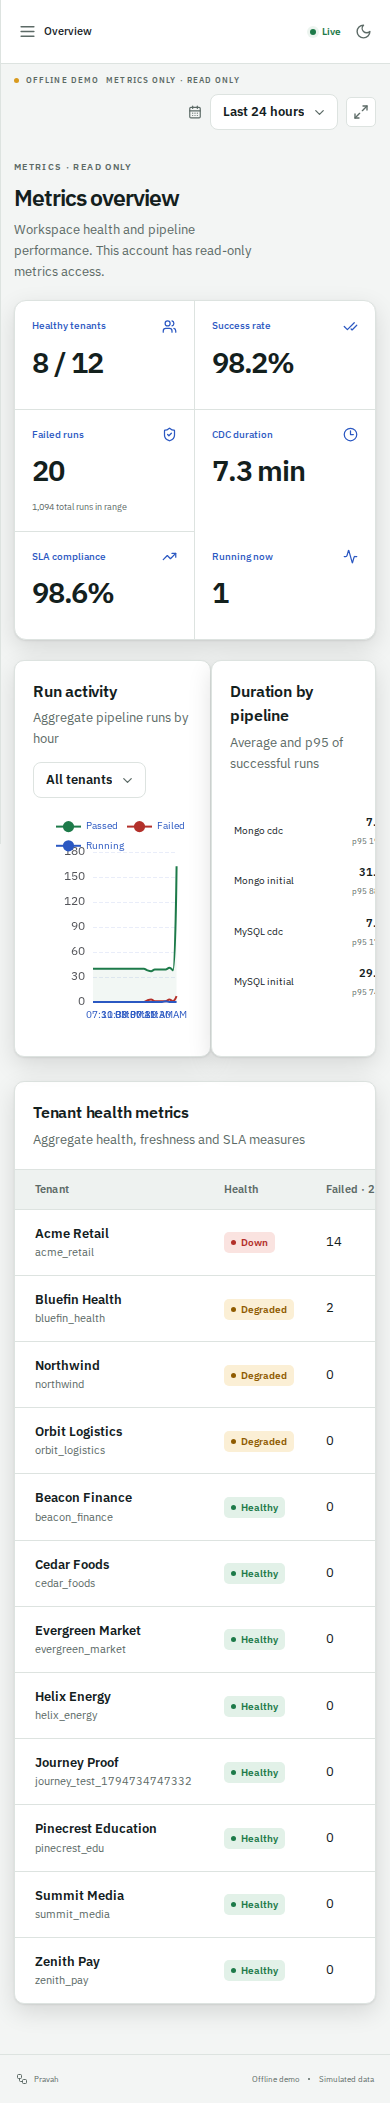 Overview
Live
OFFLINE DEMO METRICS ONLY · READ ONLY
Last 24 hours
METRICS · READ ONLY
Metrics overview
Workspace health and pipeline
performance. This account has read-only
metrics access.
Healthy tenants
8 / 12
Success rate
98.2%
Failed runs
20
1,094 total runs in range
CDC duration
7.3 min
SLA compliance
98.6%
Running now
1
Run activity
Aggregate pipeline runs by
hour
All tenants
Passed
Failed
Running
180
150
120
90
60
30
0
Duration by
pipeline
Average and p95 of
successful runs
Mongo cdc
7.
Mongo initial
31.
MySQL cdc
7.
MySQL initial
29.
Tenant health metrics
Aggregate health, freshness and SLA measures
Tenant Health Failed · 2
Acme Retail
acme_retail
Down
14
Bluefin Health
bluefin_health
Degraded
2
Northwind
northwind
Degraded
0
Orbit Logistics
orbit_logistics
Degraded
0
Beacon Finance
beacon_finance
Healthy
0
Cedar Foods
cedar_foods
Healthy
0
Evergreen Market
evergreen_market
Healthy
0
Helix Energy
helix_energy
Healthy
0
Journey Proof
journey_test_1794734747332
Healthy
0
Pinecrest Education
pinecrest_edu
Healthy
0
Summit Media
summit_media
Healthy
0
Zenith Pay
zenith_pay
Healthy
0
Pravah
Offline demo • Simulated data